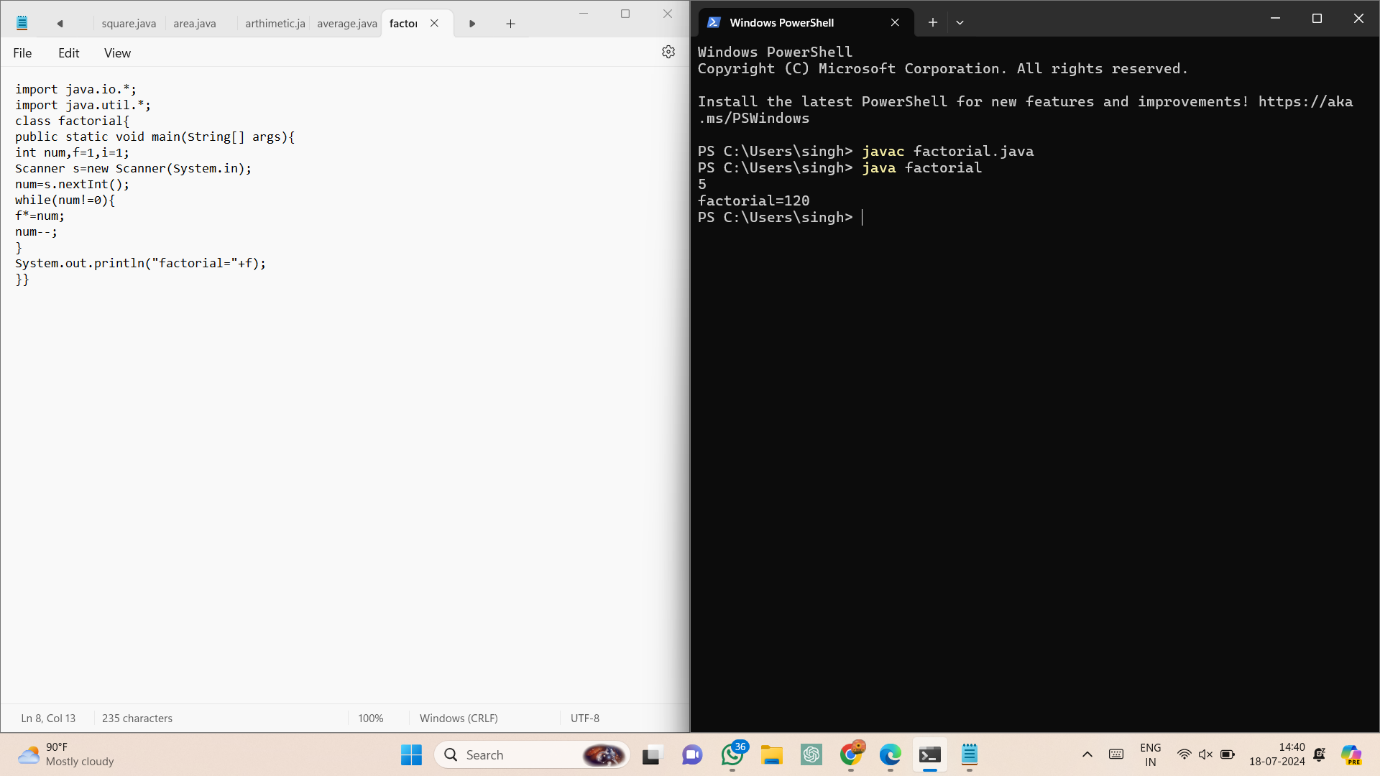 square.java area.java arthimetic.ja average.java factor
File Edit View
import java.io.*;
import java.util.*;
class factorial{
public static void main(String[] args){
int num,f=1,i=1;
Scanner s=new Scanner(System.in);
num=s.nextInt();
while(num!=0){
f*=num;
num--;
}
System.out.println("factorial="+f);
}}
Ln 8, Col 13 235 characters 100% Windows (CRLF) UTF-8
Windows PowerShell
Windows PowerShell
Copyright (C) Microsoft Corporation. All rights reserved.
Install the latest PowerShell for new features and improvements! https://aka
.ms/PSWindows
PS C:\Users\singh> javac factorial.java
PS C:\Users\singh> java factorial
5
factorial=120
PS C:\Users\singh>
90°F
Mostly cloudy
Search
36
ENG
IN
14:40
18-07-2024
PRE